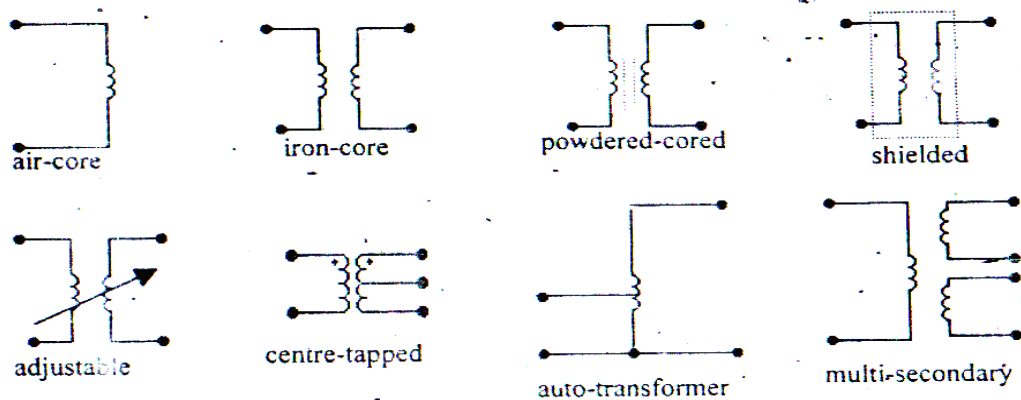 air-core
iron-core
powdered-cored
shielded
adjustable
centre-tapped
auto-transformer
multi-secondary